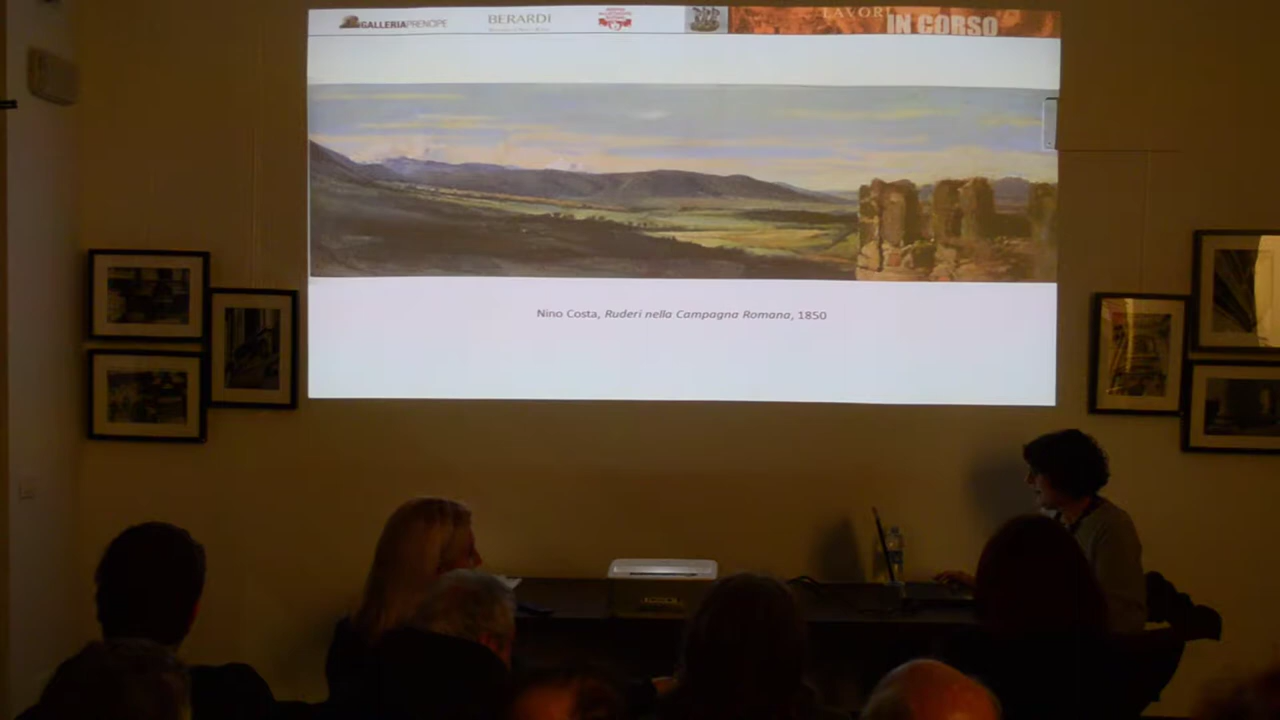 GALLERIAPRENCIPE
BERARDI
LAVORI
IN CORSO
Nino Costa, Ruderi nella Campagna Romana, 1850